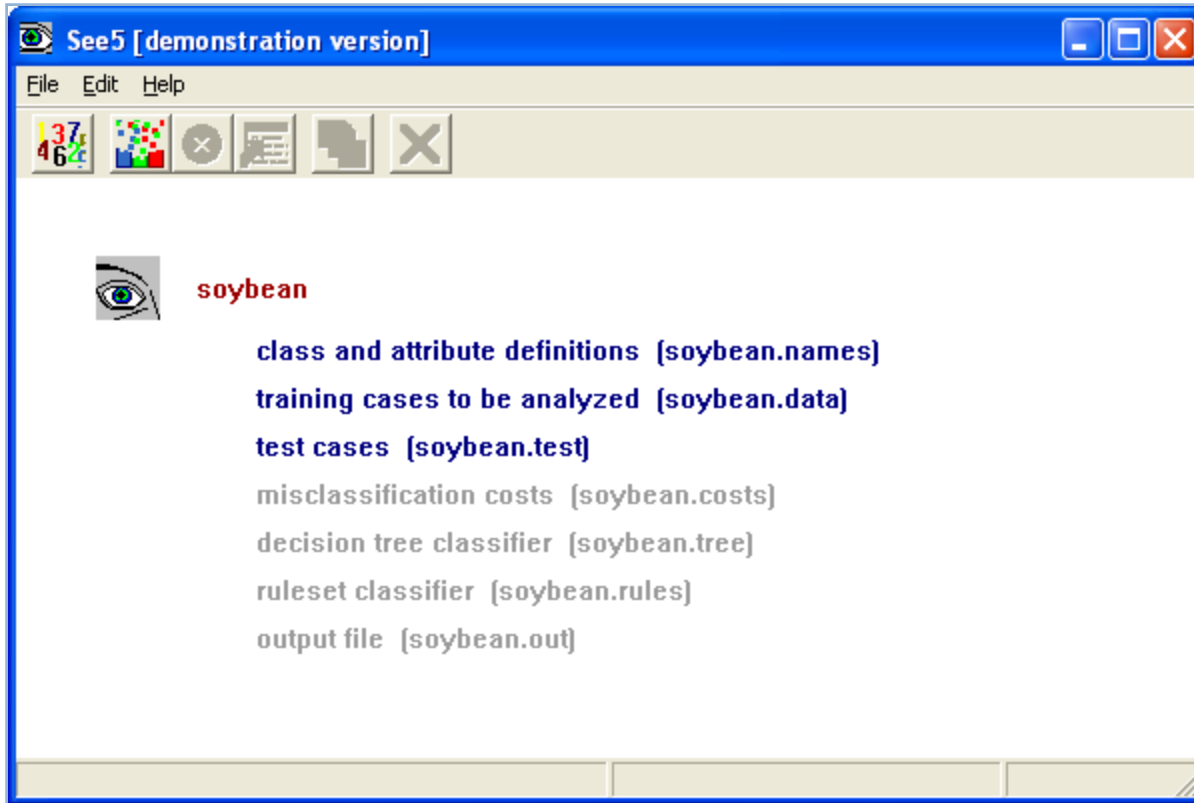 See5 [demonstration version]
File Edit Help
soybean
class and attribute definitions (soybean.names)
training cases to be analyzed (soybean.data)
test cases (soybean.test)
misclassification costs (soybean.costs)
decision tree classifier (soybean.tree)
ruleset classifier (soybean.rules)
output file (soybean.out)